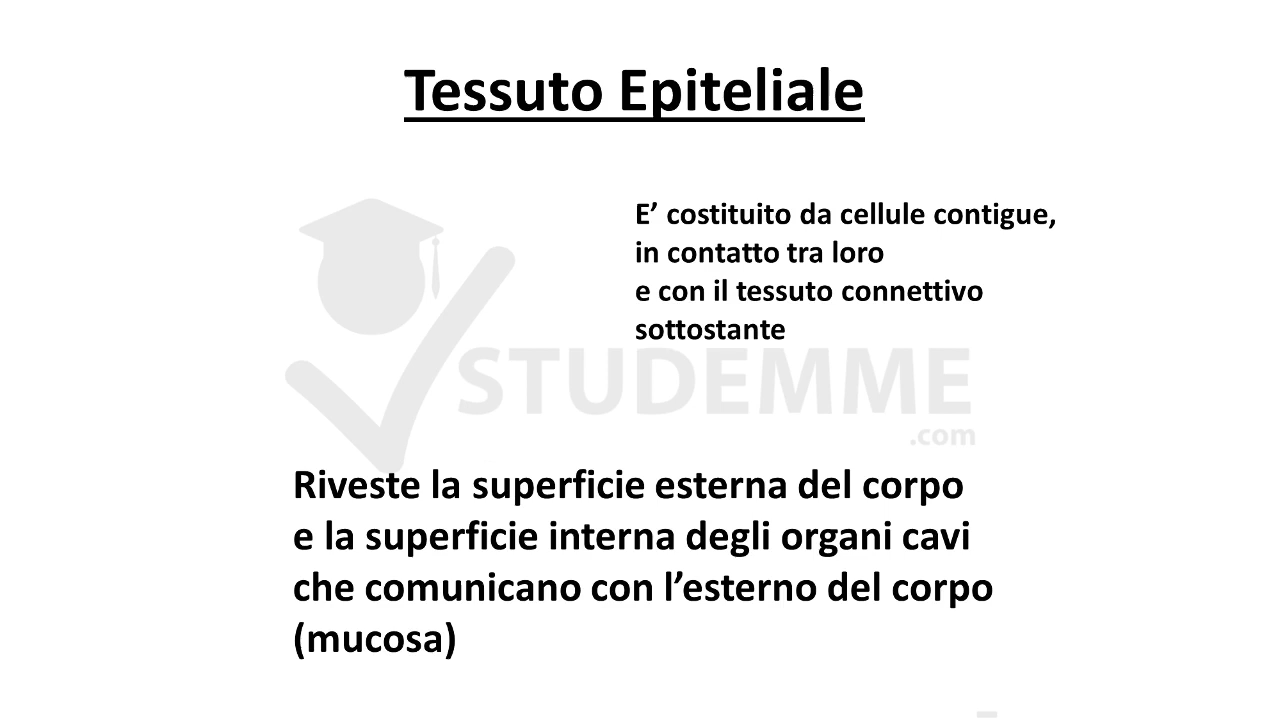 Tessuto Epiteliale
E’ costituito da cellule contigue,
in contatto tra loro
e con il tessuto connettivo
sottostante
STUDEMME
.com
Riveste la superficie esterna del corpo
e la superficie interna degli organi cavi
che comunicano con l’esterno del corpo
(mucosa)